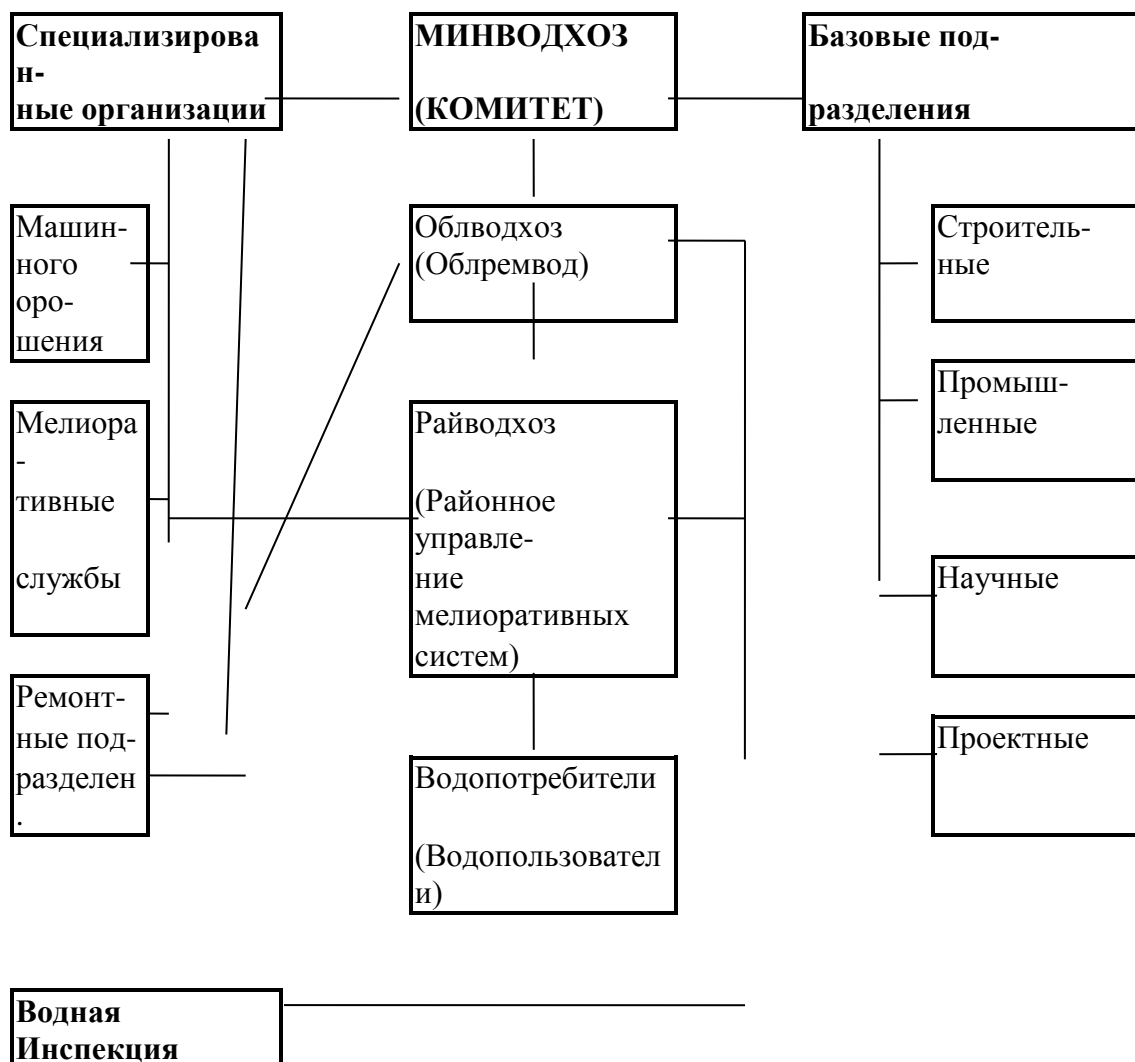 Специализирова
н-
ные организации
МИНВОДХОЗ
(КОМИТЕТ)
Базовые под-
разделения
Машин-
ного
оро-
шения
Облводхоз
(Облремвод)
Строитель-
ные
Промыш-
ленные
Мелиора
-
тивные
службы
Райводхоз
(Районное
управле-
ние
мелиоративных
систем)
Научные
Ремонт-
ные под-
разделен
.
Проектные
Водопотребители
(Водопользовател
и)
Водная
Инспекция